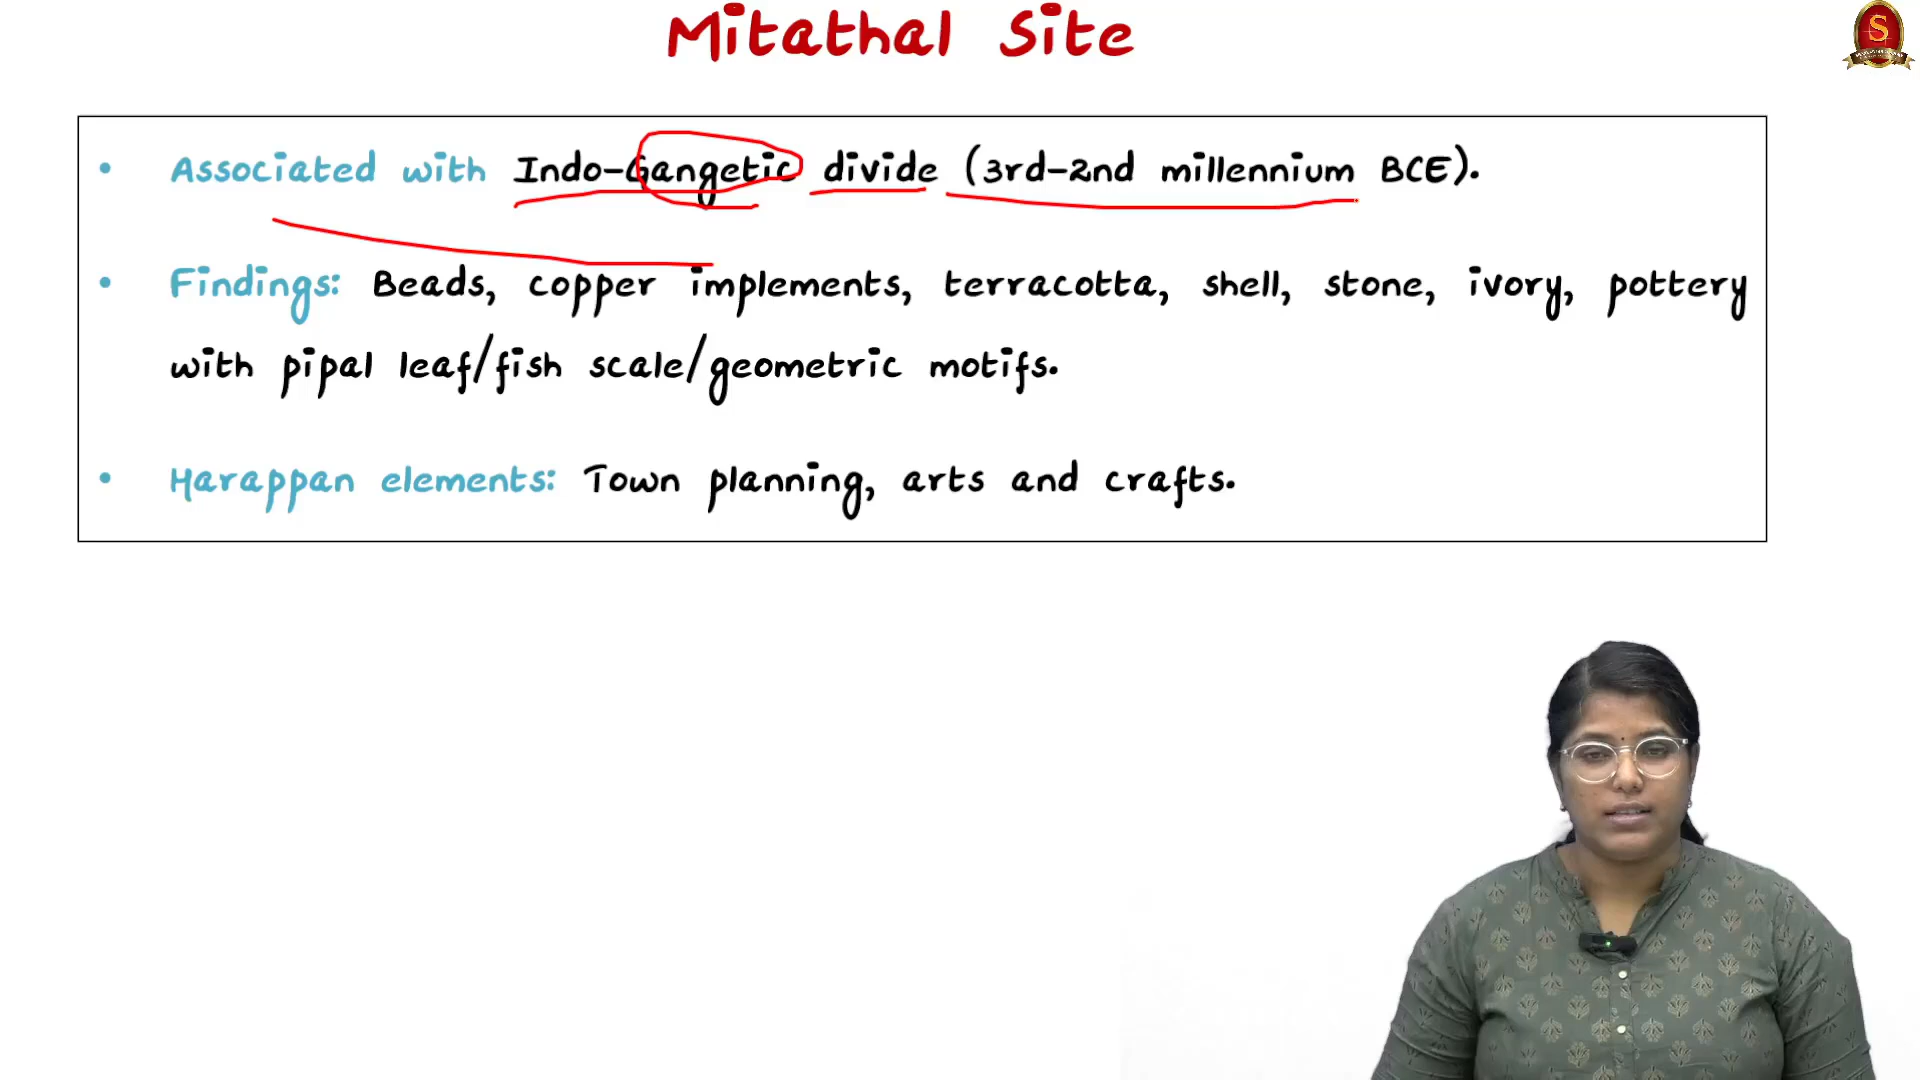 Mitathal Site
• Associated with Indo-Gangetic divide (3rd-2nd millennium BCE).
• Findings: Beads, copper implements, terracotta, shell, stone, ivory, pottery
with pipal leaf/fish scale/geometric motifs.
• Harappan elements: Town planning, arts and crafts.
S